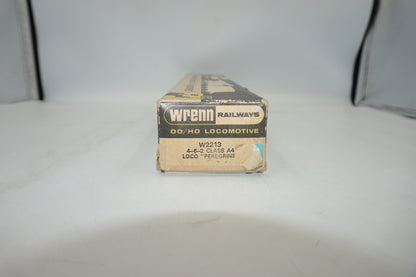 Wrenn RAILWAYS
OO/HO LOCOMOTIVE
W2213
4-6-2 CLASS A4
LOCO "PEREGRINE